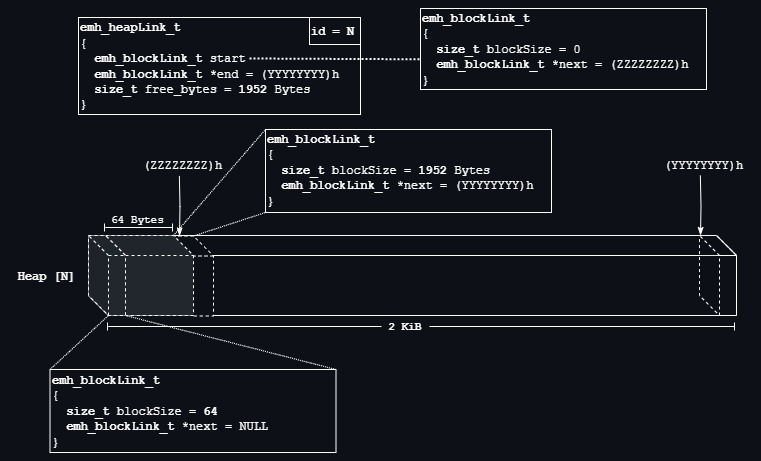 emh_heapLink_t
id = N
{
emh_blockLink_t start
emh_blockLink_t *end = (YYYYYYYY)h
size_t free_bytes = 1952 Bytes
}
emh_blockLink_t
{
size_t blockSize = 0
emh_blockLink_t *next = (ZZZZZZZZ)h
}
emh_blockLink_t
{
size_t blockSize = 1952 Bytes
emh_blockLink_t *next = (YYYYYYYY)h
}
(ZZZZZZZZ)h
(YYYYYYYY)h
64 Bytes
Heap [N]
2 KiB
emh_blockLink_t
{
size_t blockSize = 64
emh_blockLink_t *next = NULL
}